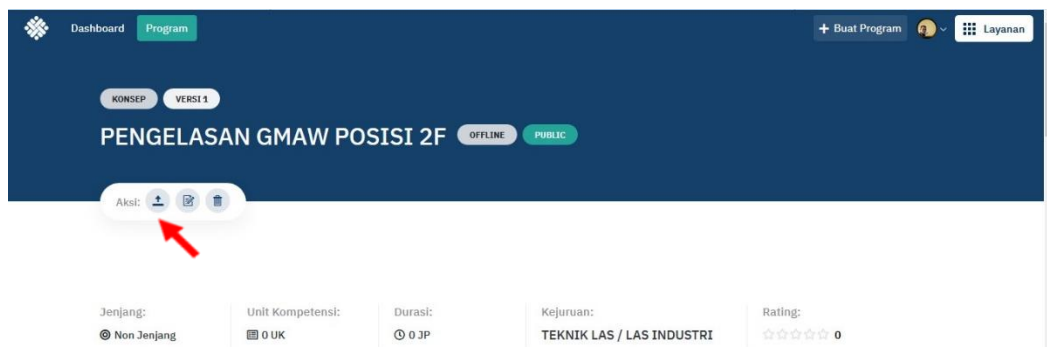 Dashboard Program + Buat Program Layanan
KONSEP VERSI 1
PENGELASAN GMAW POSISI 2F OFFLINE PUBLIC
Aksi:
Jenjang: Unit Kompetensi: Durasi: Kejuruan: Rating:
Non Jenjang 0 UK 0 JP TEKNIK LAS / LAS INDUSTRI 0